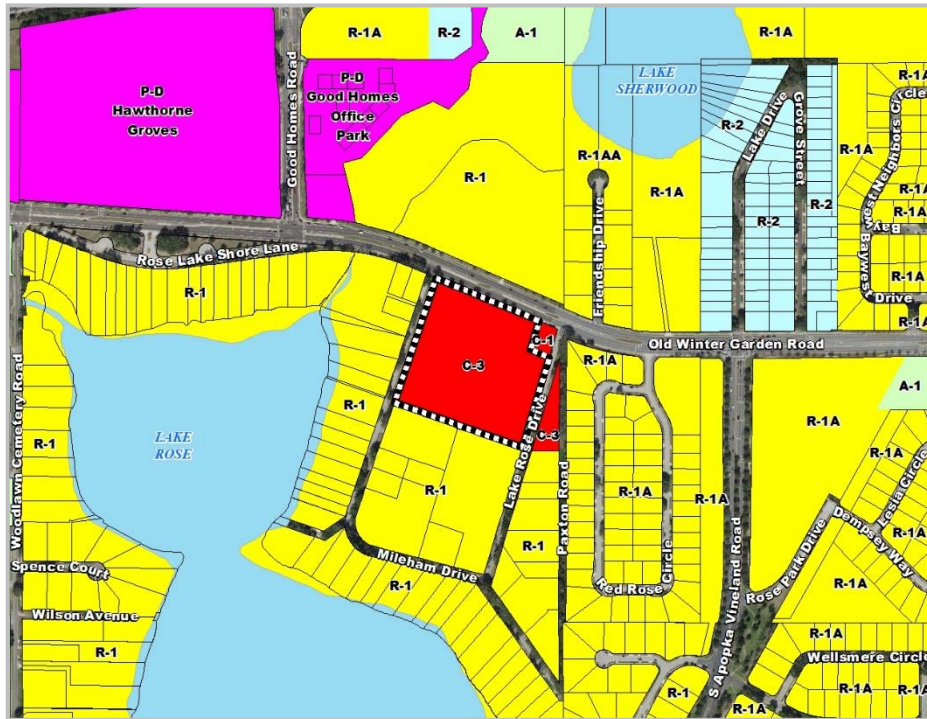 R-1A
R-2
A-1
R-1A
P-D
Hawthorne
Groves
Good Homes Road
P-D
Good Homes
Office
Park
LAKE
SHERWOOD
R-1A
R-2
Lake Drive
Grove Street
R-1A
Baywest Neighbors Circle
R-1AA
R-1
R-1A
R-1A
R-2
R-2
R-1A
Bay
Baywest
R-1A
Drive
Friendship Drive
Rose Lake Shore Lane
R-1
C-1
Old Winter Garden Road
R-1A
R-1A
C-3
A-1
R-1
R-1A
Woodlawn Cemetery Road
R-1
LAKE
ROSE
Lake Rose Drive
C-3
R-1
R-1A
R-1A
Paxton Road
Lesia Circle
R-1A
Dempsey Way
R-1
Mileham Drive
Spence Court
R-1
Red Rose Circle
S Apopka Vineland Road
Rose Park Drive
R-1A
Wilson Avenue
R-1
R-1A
Wellsmere Circle
R-1
R-1A
R-1A